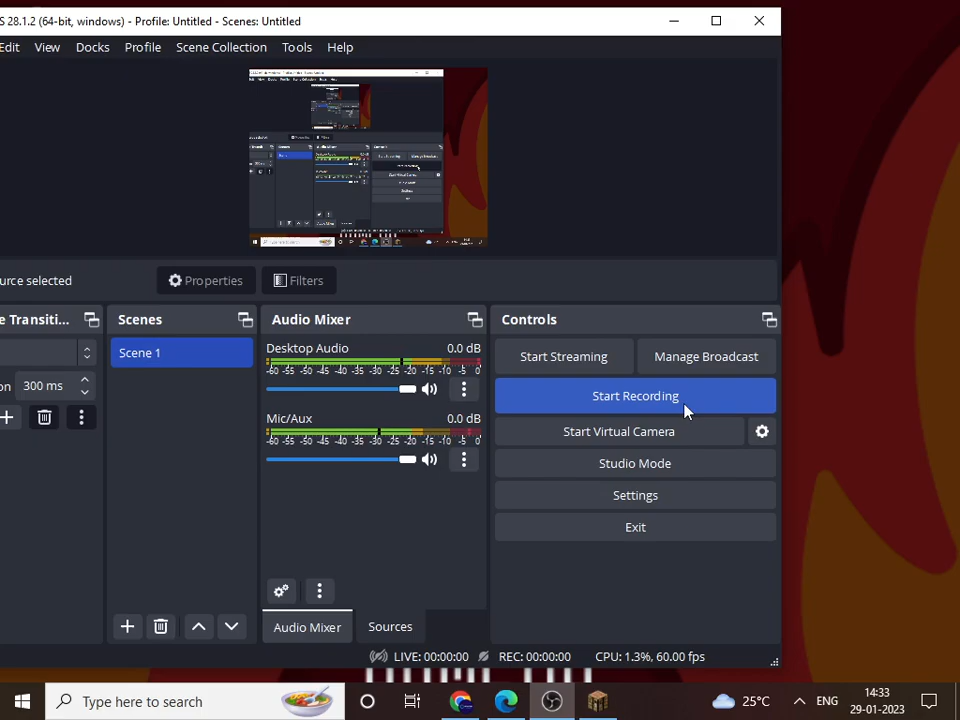 S 28.1.2 (64-bit, windows) - Profile: Untitled - Scenes: Untitled
Edit View Docks Profile Scene Collection Tools Help
urce selected
Properties
Filters
e Transiti...
Scenes
Audio Mixer
Controls
Scene 1
on 300 ms
Desktop Audio 0.0 dB
-60 -55 -50 -45 -40 -35 -30 -25 -20 -15 -10 -5 0
Mic/Aux 0.0 dB
-60 -55 -50 -45 -40 -35 -30 -25 -20 -15 -10 -5 0
Start Streaming
Manage Broadcast
Start Recording
Start Virtual Camera
Studio Mode
Settings
Exit
Audio Mixer
Sources
LIVE: 00:00:00
REC: 00:00:00
CPU: 1.3%, 60.00 fps
Type here to search
25°C
ENG
14:33
29-01-2023